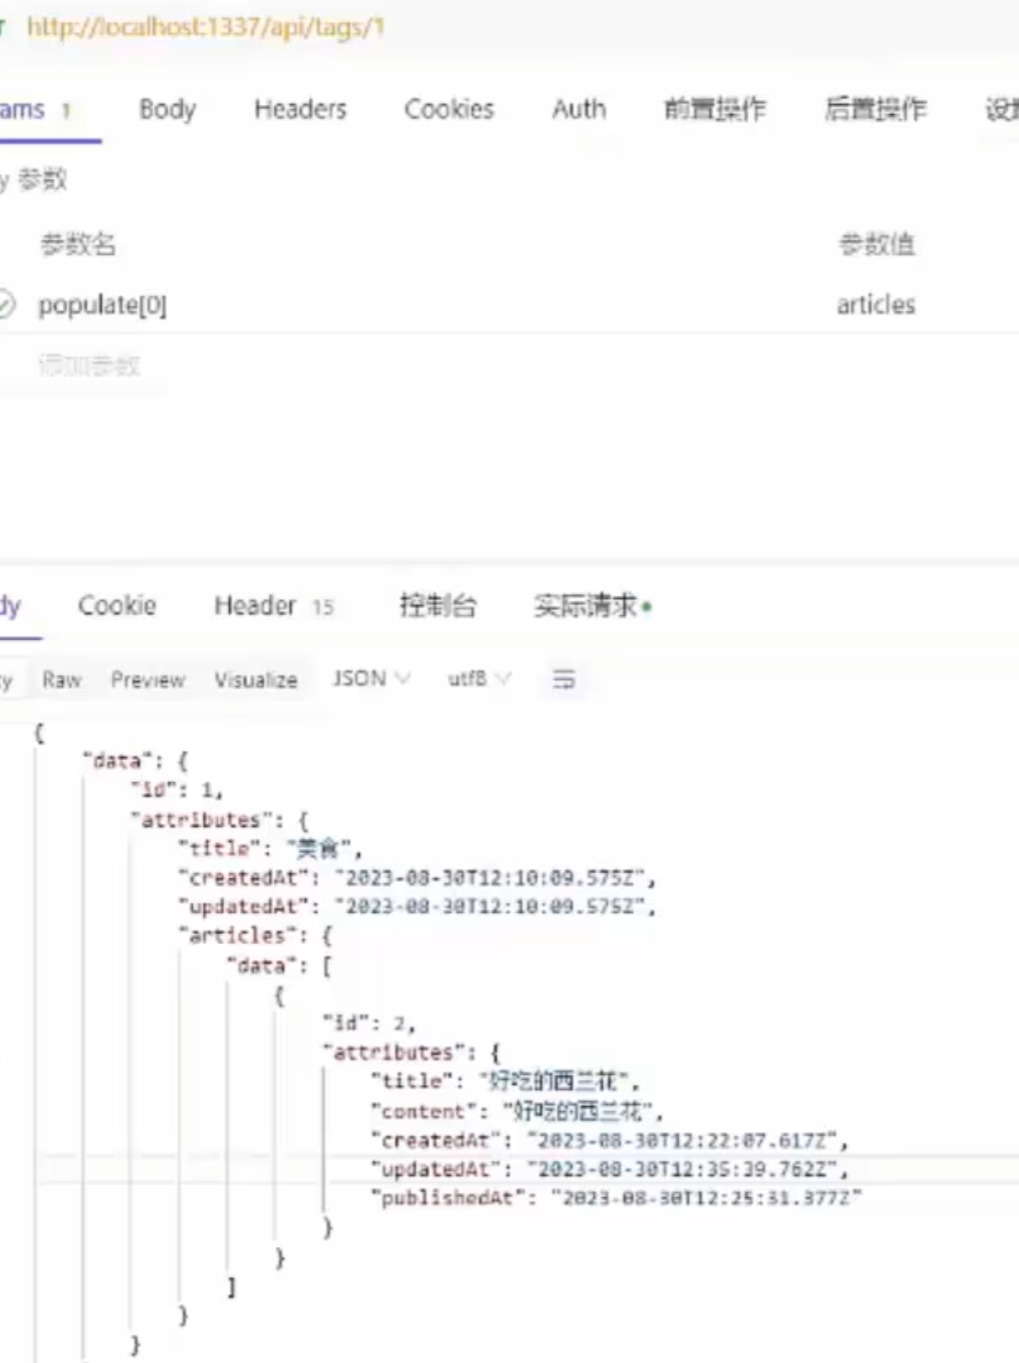 http://localhost:1337/api/tags/1
ams 1 Body Headers Cookies Auth 前置操作 后置操作 设置
y 参数
参数名 参数值
populate[0] articles
添加参数
dy Cookie Header 15 控制台 实际请求
ty Raw Preview Visualize JSON utf8
{
"data": {
"id": 1,
"attributes": {
"title": "美食",
"createdAt": "2023-08-30T12:10:09.575Z",
"updatedAt": "2023-08-30T12:10:09.575Z",
"articles": {
"data": [
{
"id": 2,
"attributes": {
"title": "好吃的西兰花",
"content": "好吃的西兰花",
"createdAt": "2023-08-30T12:22:07.617Z",
"updatedAt": "2023-08-30T12:35:39.762Z",
"publishedAt": "2023-08-30T12:25:31.377Z"
}
}
]
}
}